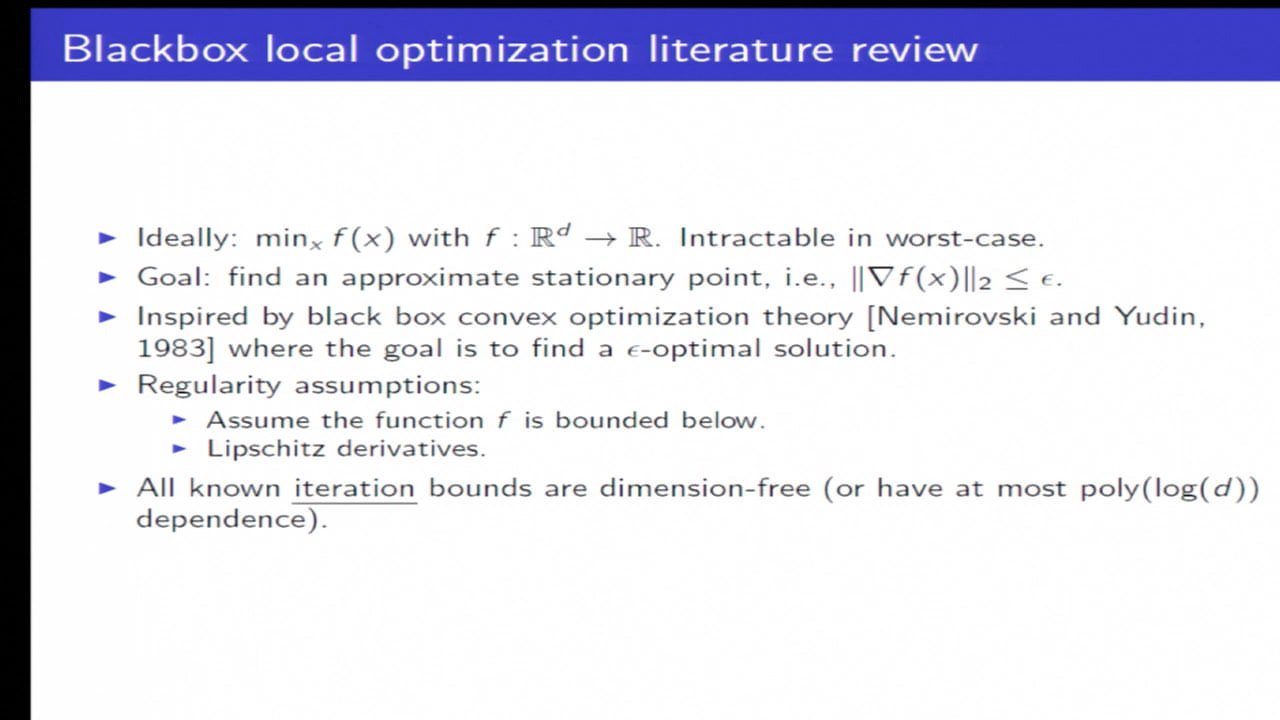 Blackbox local optimization literature review
► Ideally: minₓ f(x) with f : ℝᵈ → ℝ. Intractable in worst-case.
► Goal: find an approximate stationary point, i.e., ‖∇f(x)‖₂ ≤ ϵ.
► Inspired by black box convex optimization theory [Nemirovski and Yudin,
1983] where the goal is to find a ϵ-optimal solution.
► Regularity assumptions:
► Assume the function f is bounded below.
► Lipschitz derivatives.
► All known iteration bounds are dimension-free (or have at most poly(log(d))
dependence).